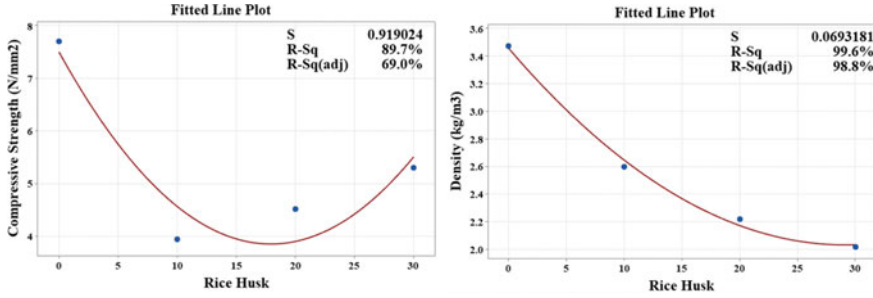 Fitted Line Plot
S 0.919024
R-Sq 89.7%
R-Sq(adj) 69.0%
Compressive Strength (N/mm2)
8
7
6
5
4
0 5 10 15 20 25 30
Rice Husk
Fitted Line Plot
S 0.0693181
R-Sq 99.6%
R-Sq(adj) 98.8%
Density (kg/m3)
3.6
3.4
3.2
3.0
2.8
2.6
2.4
2.2
2.0
0 5 10 15 20 25 30
Rice Husk